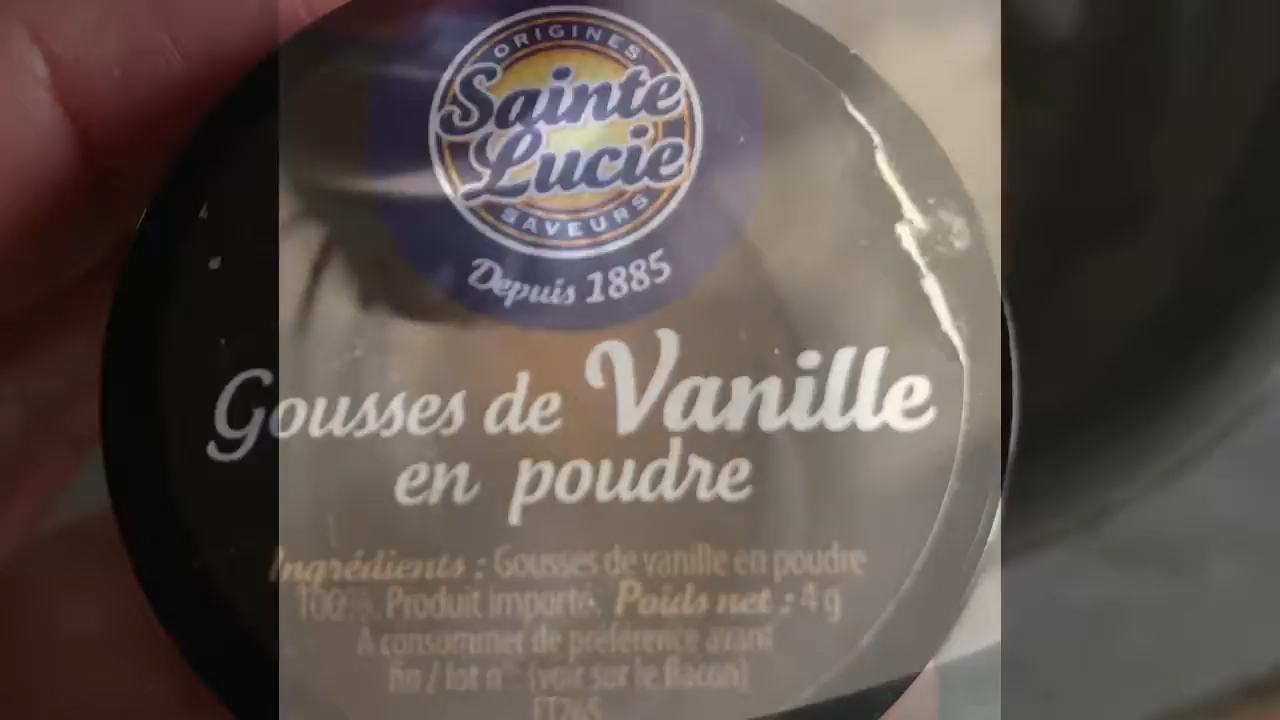 ORIGINES
Sainte
Lucie
SAVEURS
Depuis 1885
Gousses de Vanille
en poudre
Ingrédients : Gousses de vanille en poudre
100%. Produit importé. Poids net : 4 g
A consommer de préférence avant
fin / lot n° (voir sur le flacon)